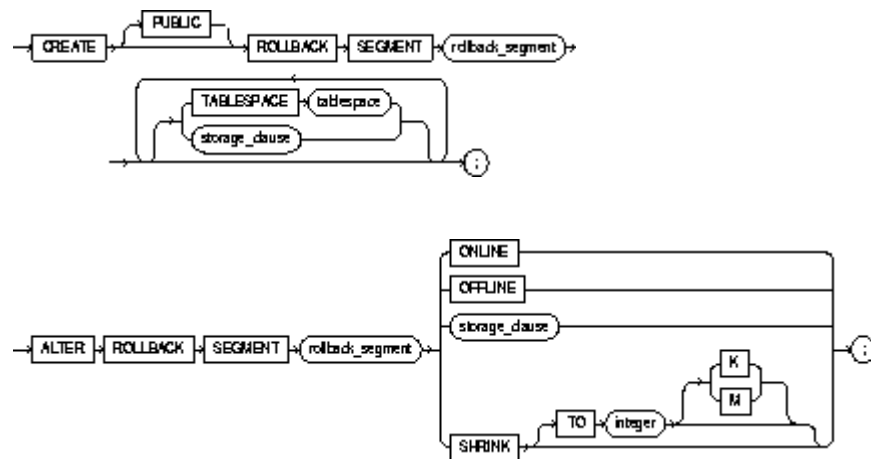 PUBLIC
CREATE ROLLBACK SEGMENT rollback_segment
TABLESPACE tablespace
storage_clause
;
ONLINE
OFFLINE
storage_clause
ALTER ROLLBACK SEGMENT rollback_segment ;
K
TO integer M
SHRINK